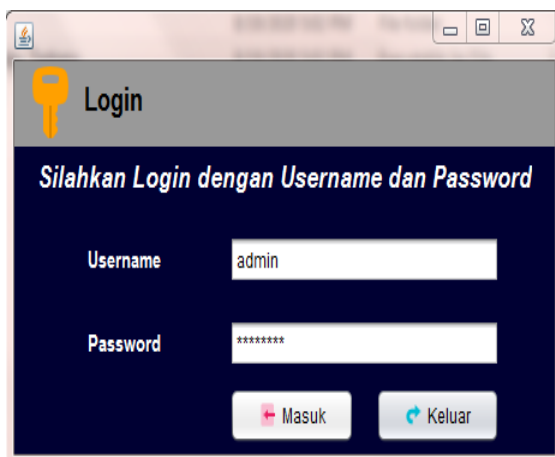 Login
Silahkan Login dengan Username dan Password
Username admin
Password ********
Masuk Keluar